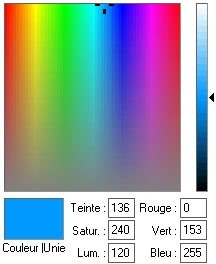 Teinte : 136 Rouge : 0
Satur. : 240 Vert : 153
Couleur |Unie Lum. : 120 Bleu : 255